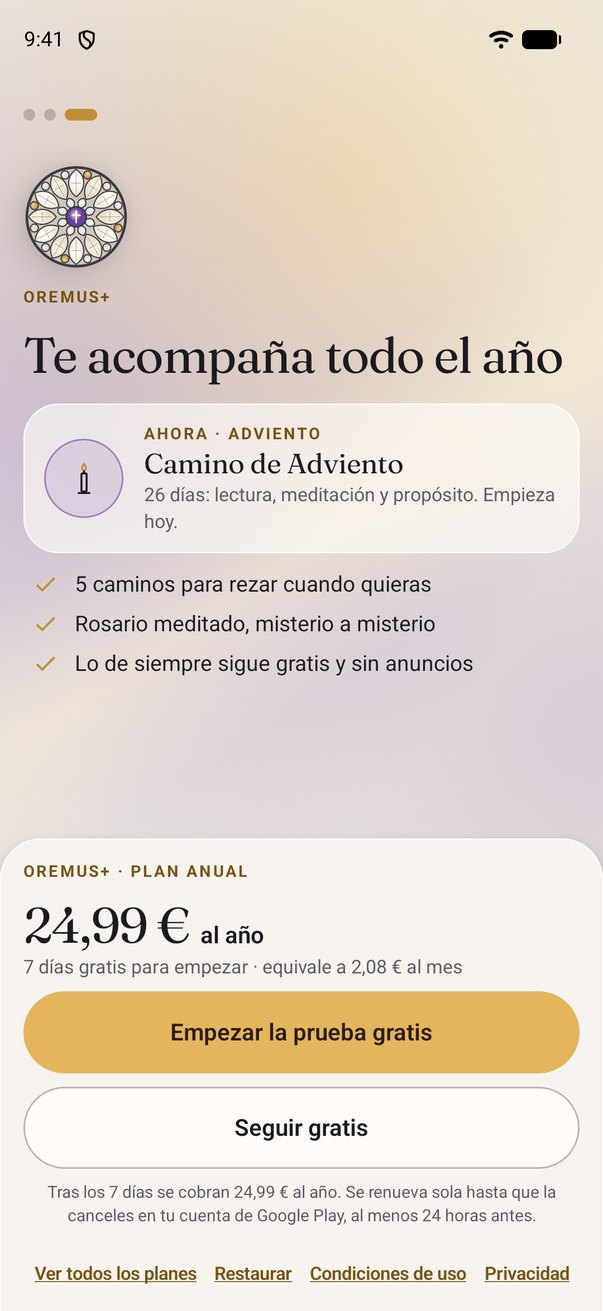 9:41
OREMUS+
Te acompaña todo el año
AHORA · ADVIENTO
Camino de Adviento
26 días: lectura, meditación y propósito. Empieza
hoy.
5 caminos para rezar cuando quieras
Rosario meditado, misterio a misterio
Lo de siempre sigue gratis y sin anuncios
OREMUS+ · PLAN ANUAL
24,99 € al año
7 días gratis para empezar · equivale a 2,08 € al mes
Empezar la prueba gratis
Seguir gratis
Tras los 7 días se cobran 24,99 € al año. Se renueva sola hasta que la
canceles en tu cuenta de Google Play, al menos 24 horas antes.
Ver todos los planes Restaurar Condiciones de uso Privacidad